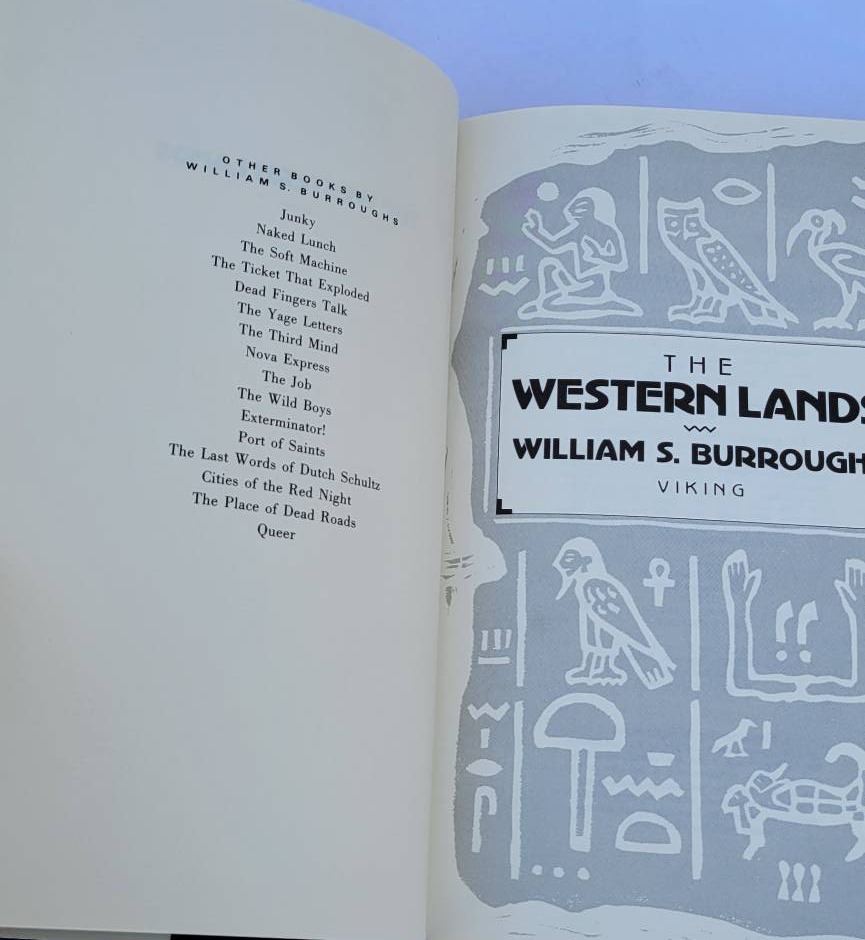 OTHER BOOKS BY
WILLIAM S. BURROUGHS
Junky
Naked Lunch
The Soft Machine
The Ticket That Exploded
Dead Fingers Talk
The Yage Letters
The Third Mind
Nova Express
The Job
The Wild Boys
Exterminator!
Port of Saints
The Last Words of Dutch Schultz
Cities of the Red Night
The Place of Dead Roads
Queer
THE
WESTERN LANDS
WILLIAM S. BURROUGH
VIKING